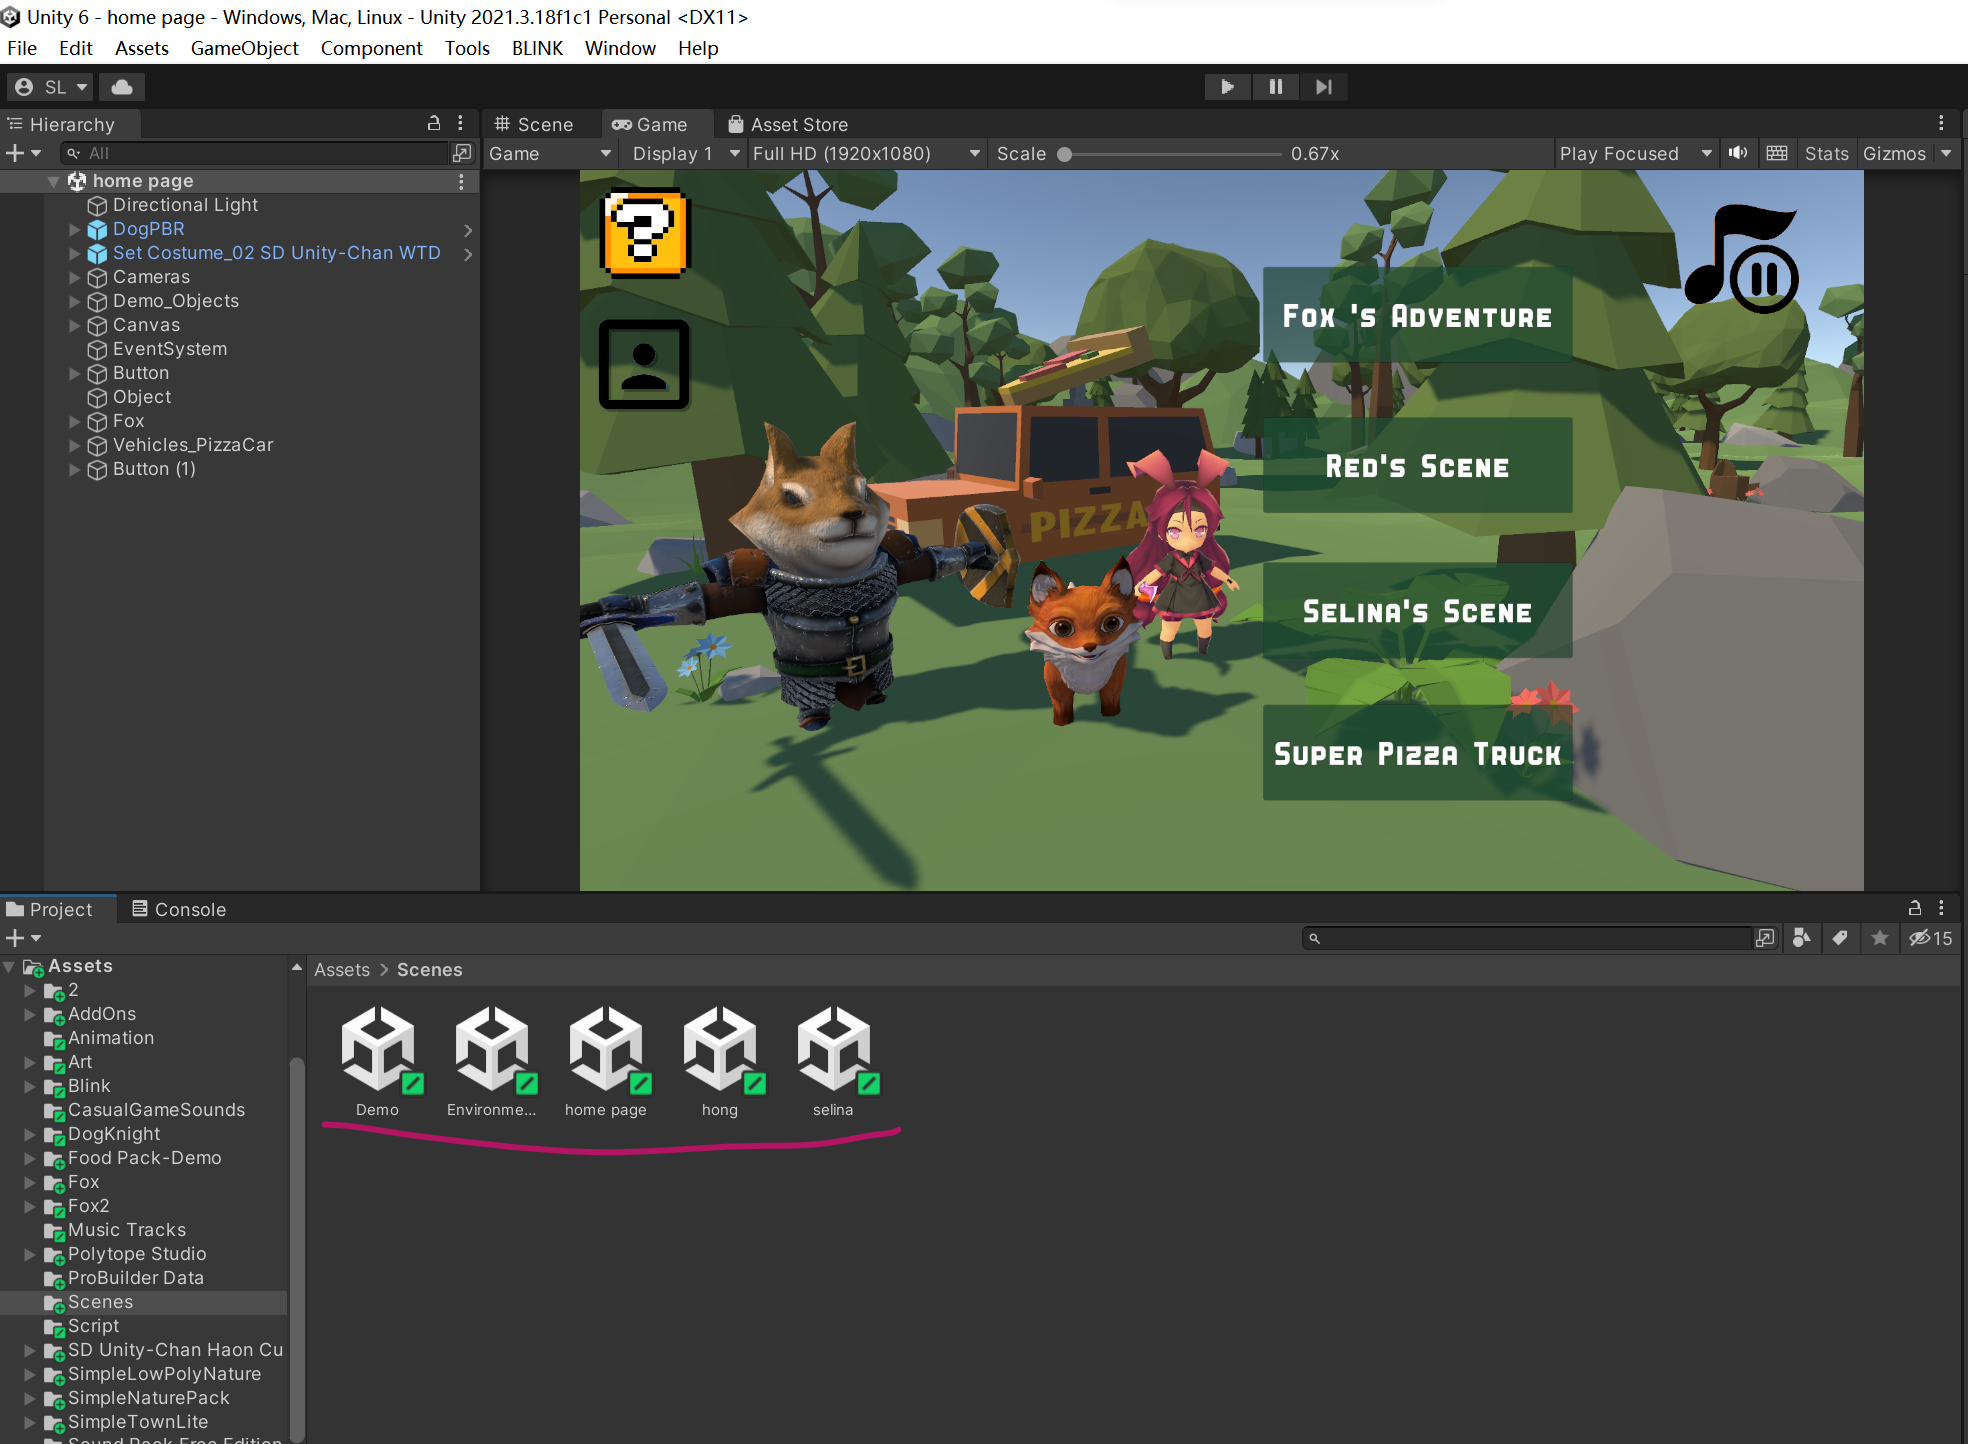 Unity 6 - home page - Windows, Mac, Linux - Unity 2021.3.18f1c1 Personal <DX11>
File Edit Assets GameObject Component Tools BLINK Window Help
SL
Hierarchy
Scene Game Asset Store
All
Game Display 1 Full HD (1920x1080) Scale 0.67x Play Focused Stats Gizmos
home page
Directional Light
DogPBR
Set Costume_02 SD Unity-Chan WTD
Cameras
Demo_Objects
Canvas
EventSystem
Button
Object
Fox
Vehicles_PizzaCar
Button (1)
?
Fox 's Adventure
Red's Scene
Selina's Scene
Super Pizza Truck
PIZZA
Project Console
15
Assets
2
AddOns
Animation
Art
Blink
CasualGameSounds
DogKnight
Food Pack-Demo
Fox
Fox2
Music Tracks
Polytope Studio
ProBuilder Data
Scenes
Script
SD Unity-Chan Haon Cu
SimpleLowPolyNature
SimpleNaturePack
SimpleTownLite
Sound Pack Free Edition
Assets > Scenes
Demo
Environme...
home page
hong
selina